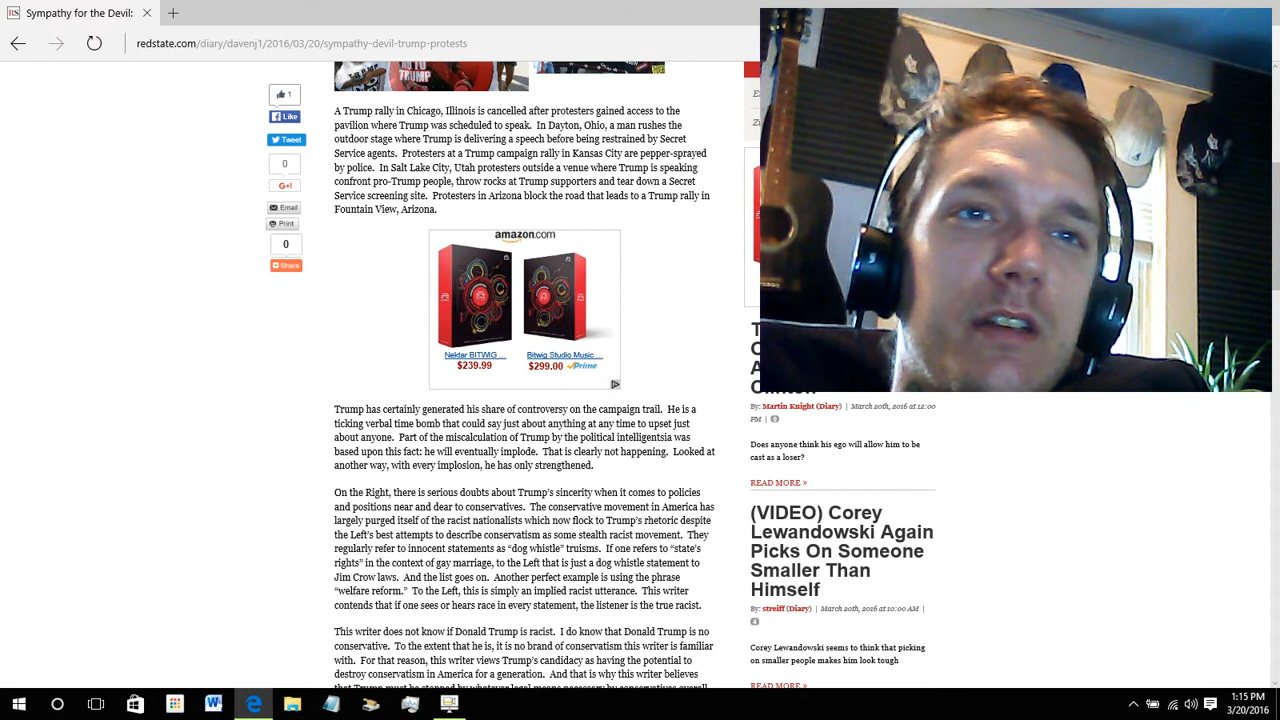 Sympathy for the Devil
redstate.com/diary/davenj1/2016/03/20/sympathy-devil-trump-protests
TRUMP
1
Like
Tweet
0
G+1
Email
Print
0
Share
A Trump rally in Chicago, Illinois is cancelled after protesters gained access to the
pavilion where Trump was scheduled to speak. In Dayton, Ohio, a man rushes the
outdoor stage where Trump is delivering a speech before being restrained by Secret
Service agents. Protesters at a Trump campaign rally in Kansas City are pepper-sprayed
by police. In Salt Lake City, Utah protesters outside a venue where Trump is speaking
confront pro-Trump people, throw rocks at Trump supporters and tear down a Secret
Service screening site. Protesters in Arizona block the road that leads to a Trump rally in
Fountain View, Arizona.
amazon.com
Nektar BITWIG ...
$239.99
Bitwig Studio Music ...
$299.00 Prime
Trump has certainly generated his share of controversy on the campaign trail. He is a
ticking verbal time bomb that could say just about anything at any time to upset just
about anyone. Part of the miscalculation of Trump by the political intelligentsia was
based upon this fact: he will eventually implode. That is clearly not happening. Looked at
another way, with every implosion, he has only strengthened.
On the Right, there is serious doubts about Trump's sincerity when it comes to policies
and positions near and dear to conservatives. The conservative movement in America has
largely purged itself of the racist nationalists which now flock to Trump's rhetoric despite
the Left's best attempts to describe conservatism as some stealth racist movement. They
regularly refer to innocent statements as "dog whistle" truisms. If one refers to "state's
rights" in the context of gay marriage, to the Left that is just a dog whistle statement to
Jim Crow laws. And the list goes on. Another perfect example is using the phrase
"welfare reform." To the Left, this is simply an implied racist utterance. This writer
contends that if one sees or hears race in every statement, the listener is the true racist.
This writer does not know if Donald Trump is racist. I do know that Donald Trump is no
conservative. To the extent that he is, it is no brand of conservatism this writer is familiar
with. For that reason, this writer views Trump's candidacy as having the potential to
destroy conservatism in America for a generation. And that is why this writer believes
that Trump must be stopped by whatever legal means necessary by conservatives overall
By: Martin Knight (Diary) | March 20th, 2016 at 12:00
PM |
Does anyone think his ego will allow him to be
cast as a loser?
READ MORE »
(VIDEO) Corey
Lewandowski Again
Picks On Someone
Smaller Than
Himself
By: streiff (Diary) | March 20th, 2016 at 10:00 AM |
4
Corey Lewandowski seems to think that picking
on smaller people makes him look tough
READ MORE »
1:15 PM
3/20/2016